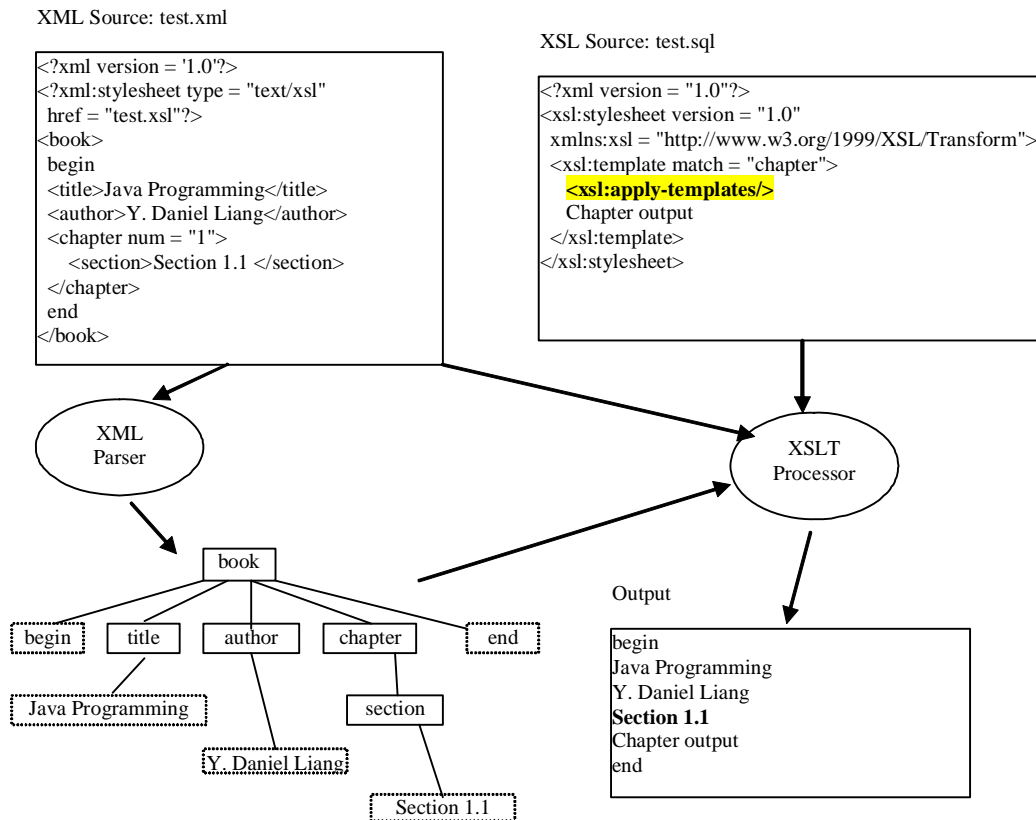 XML Source: test.xml
<?xml version = '1.0'?>
<?xml:stylesheet type = "text/xsl"
href = "test.xsl"?>
<book>
begin
<title>Java Programming</title>
<author>Y. Daniel Liang</author>
<chapter num = "1">
<section>Section 1.1 </section>
</chapter>
end
</book>
XSL Source: test.sql
<?xml version = "1.0"?>
<xsl:stylesheet version = "1.0"
xmlns:xsl = "http://www.w3.org/1999/XSL/Transform">
<xsl:template match = "chapter">
<xsl:apply-templates/>
Chapter output
</xsl:template>
</xsl:stylesheet>
XML
Parser
XSLT
Processor
book
begin
title
author
chapter
end
Java Programming
section
Y. Daniel Liang
Section 1.1
Output
begin
Java Programming
Y. Daniel Liang
Section 1.1
Chapter output
end